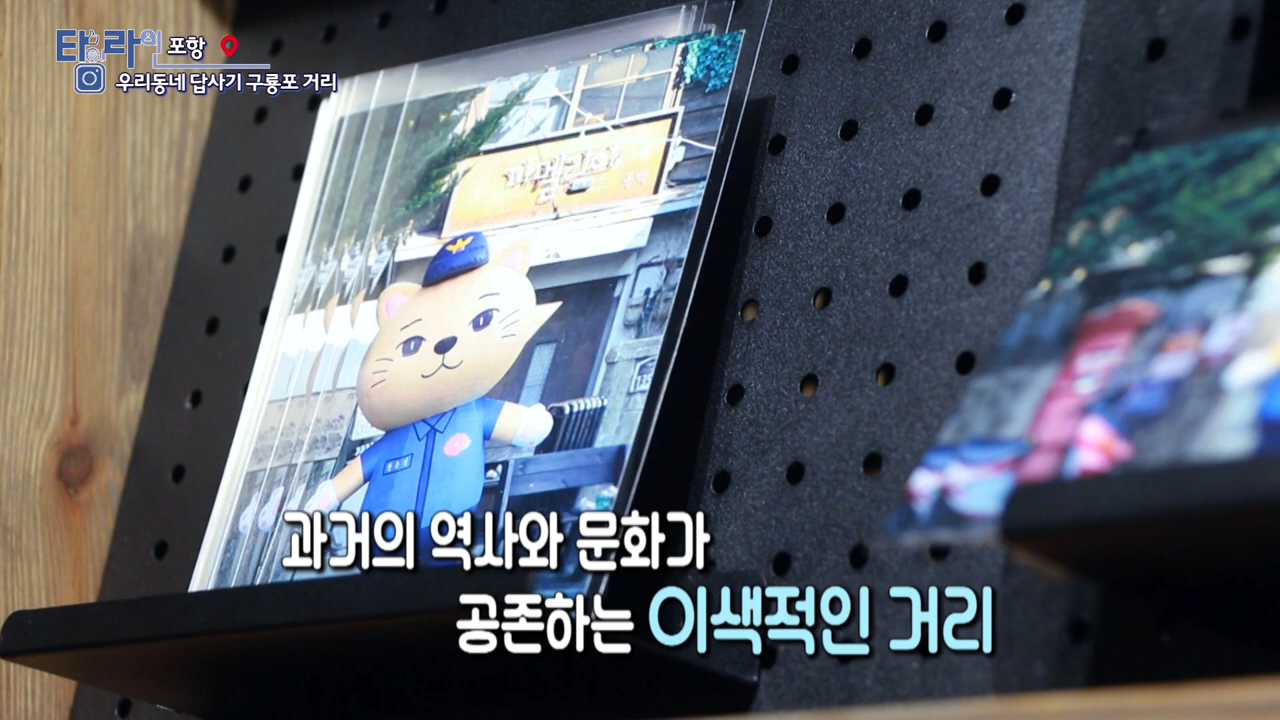 타라의 포항
우리동네 답사기 구룡포 거리
과거의 역사와 문화가
공존하는 이색적인 거리